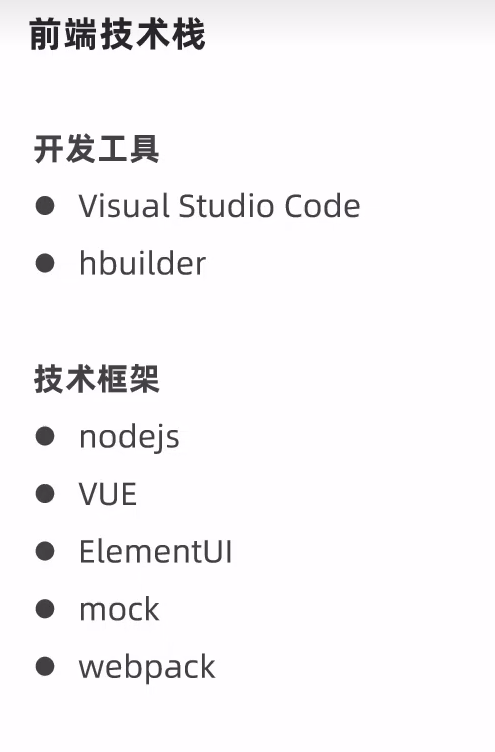 前端技术栈
开发工具
● Visual Studio Code
● hbuilder
技术框架
● nodejs
● VUE
● ElementUI
● mock
● webpack